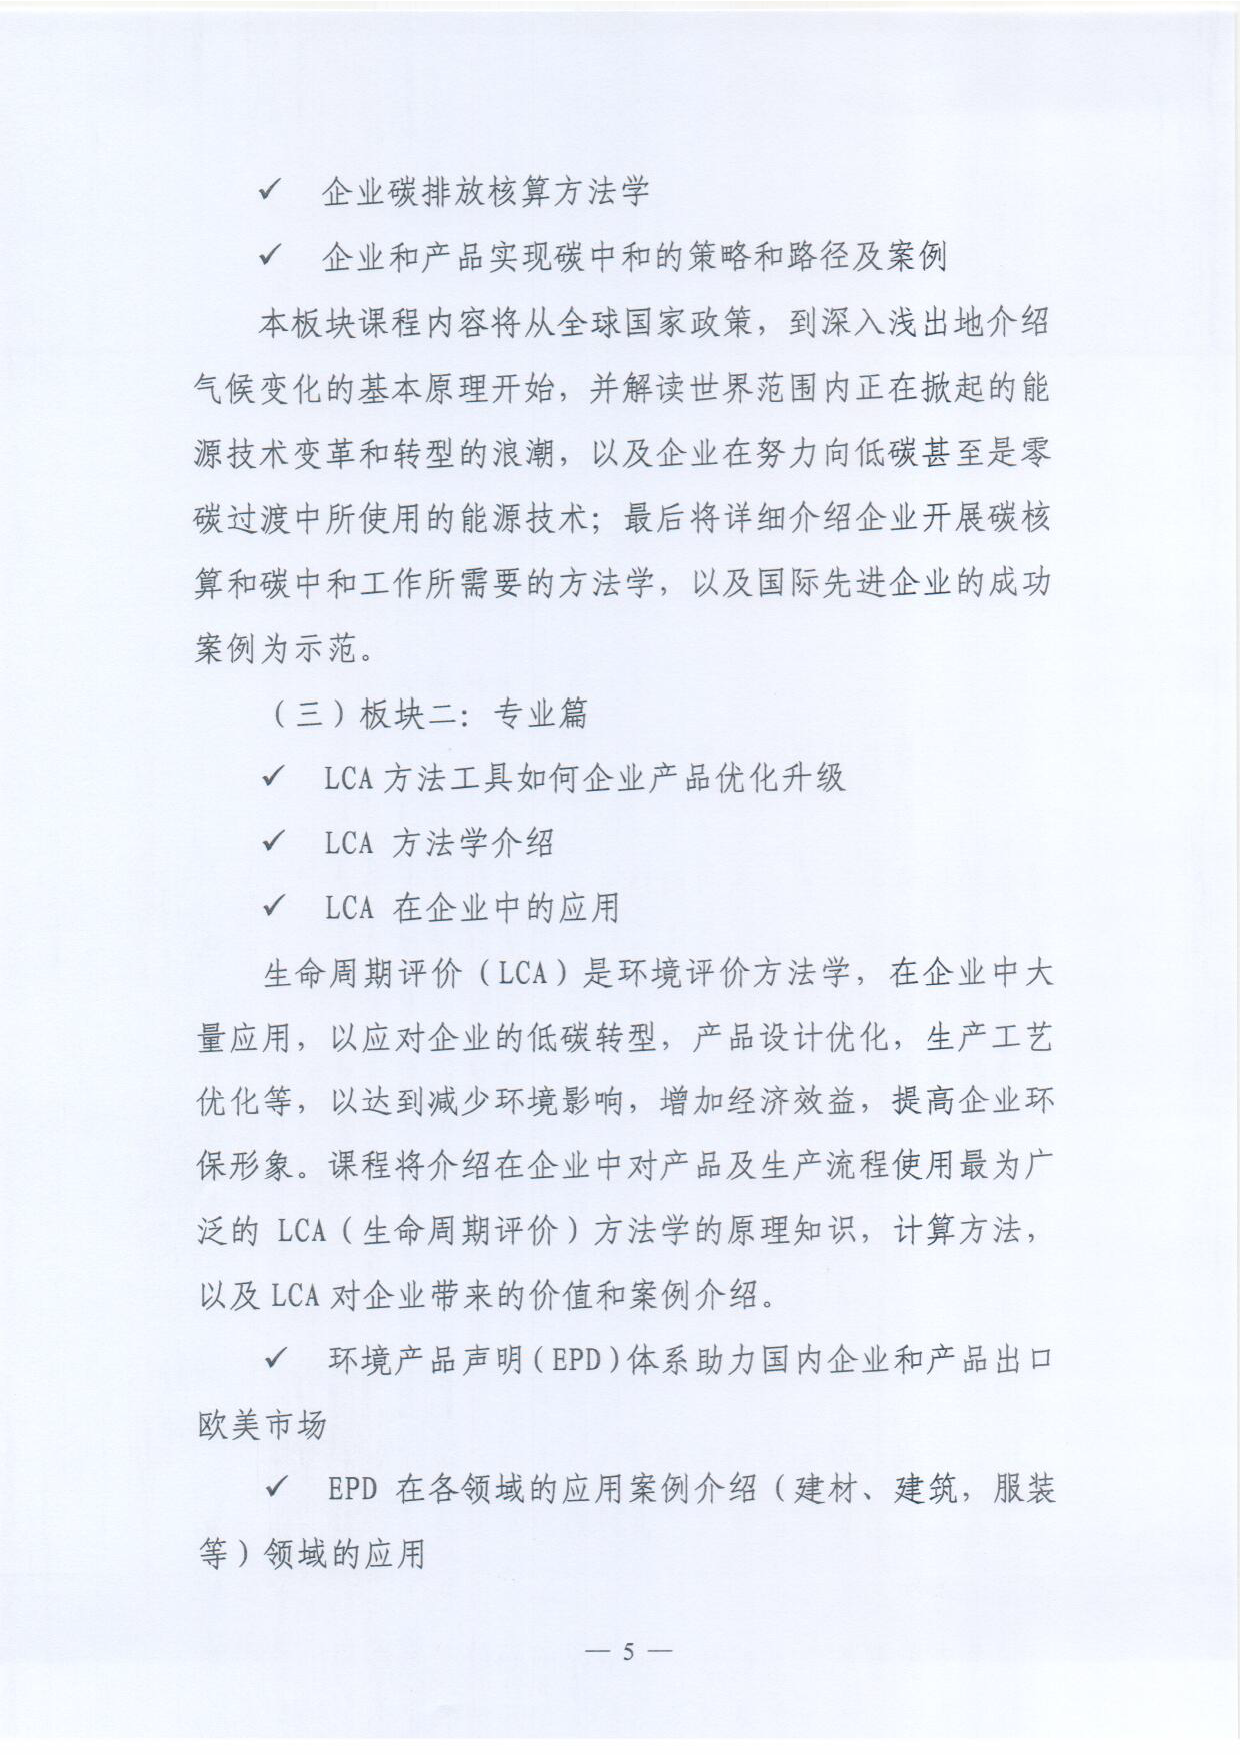 ✓ 企业碳排放核算方法学
✓ 企业和产品实现碳中和的策略和路径及案例
本板块课程内容将从全球国家政策，到深入浅出地介绍
气候变化的基本原理开始，并解读世界范围内正在掀起的能
源技术变革和转型的浪潮，以及企业在努力向低碳甚至是零
碳过渡中所使用的能源技术；最后将详细介绍企业开展碳核
算和碳中和工作所需要的方法学，以及国际先进企业的成功
案例为示范。
（三）板块二：专业篇
✓ LCA方法工具如何企业产品优化升级
✓ LCA 方法学介绍
✓ LCA 在企业中的应用
生命周期评价（LCA）是环境评价方法学，在企业中大
量应用，以应对企业的低碳转型，产品设计优化，生产工艺
优化等，以达到减少环境影响，增加经济效益，提高企业环
保形象。课程将介绍在企业中对产品及生产流程使用最为广
泛的 LCA（生命周期评价）方法学的原理知识，计算方法，
以及LCA对企业带来的价值和案例介绍。
✓ 环境产品声明(EPD)体系助力国内企业和产品出口
欧美市场
✓ EPD 在各领域的应用案例介绍（建材、建筑，服装
等）领域的应用
— 5 —